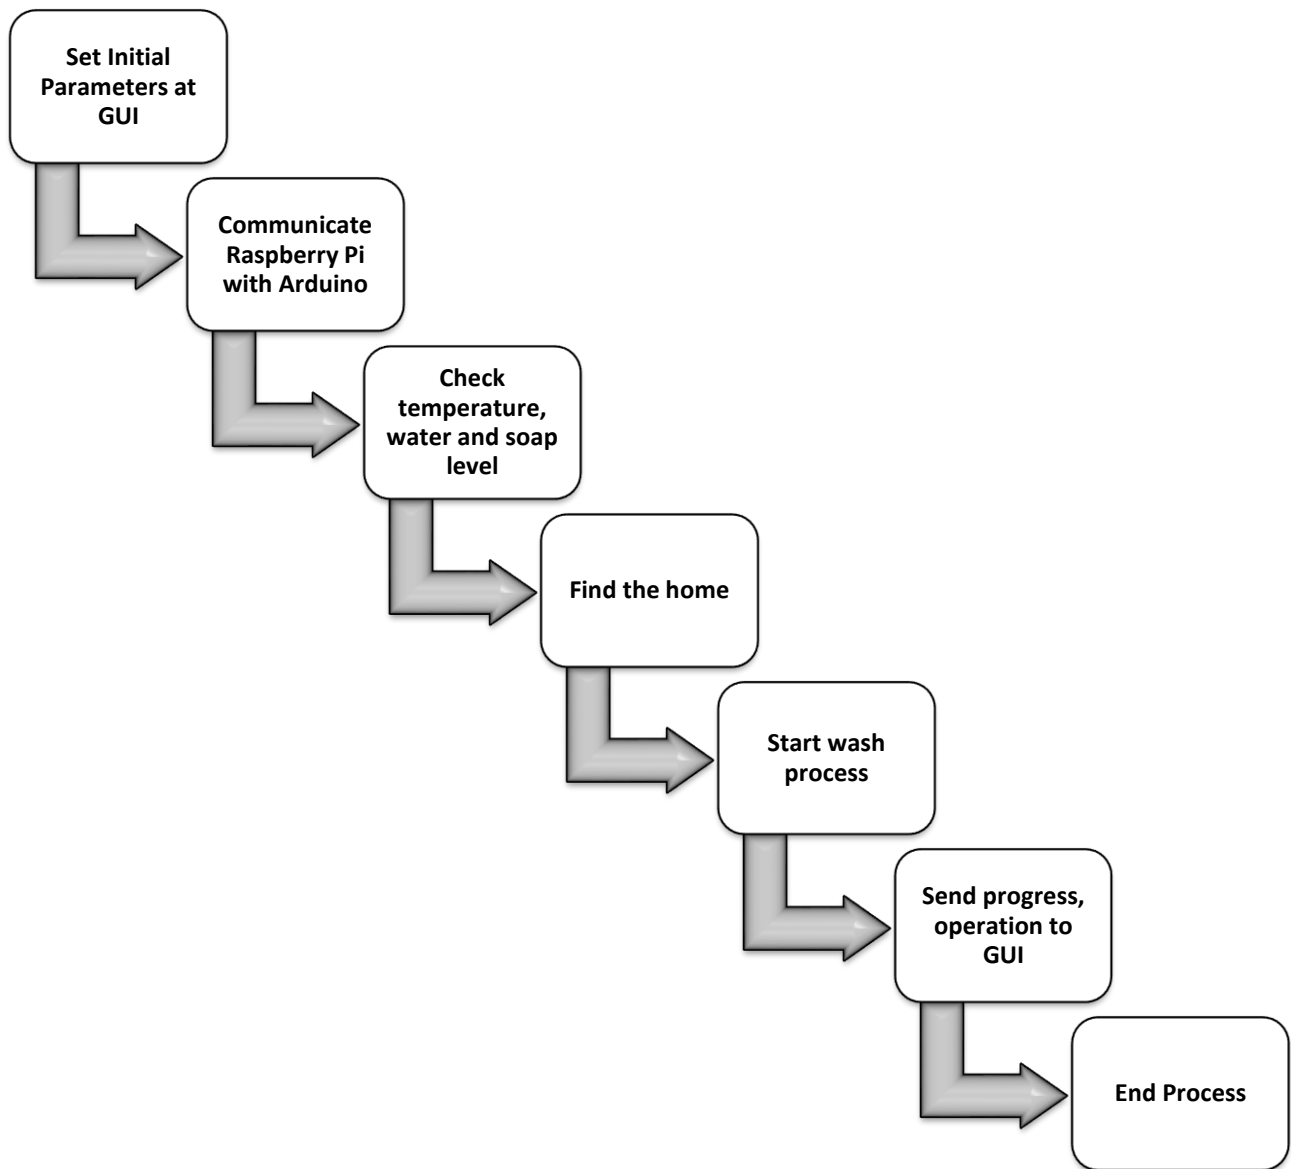 Set Initial
Parameters at
GUI
Communicate
Raspberry Pi
with Arduino
Check
temperature,
water and soap
level
Find the home
Start wash
process
Send progress,
operation to
GUI
End Process